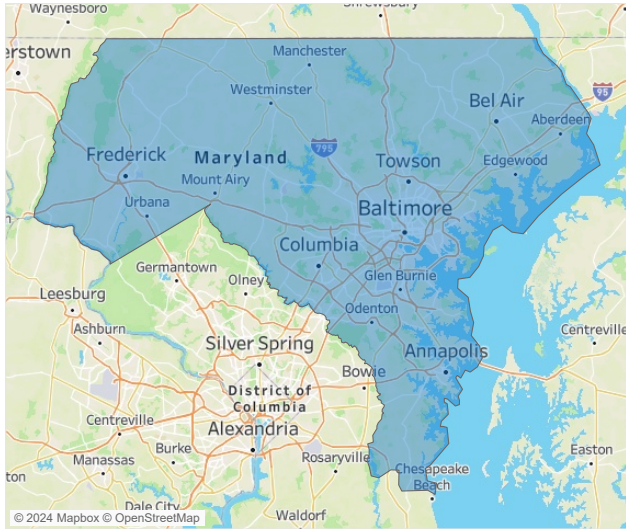 Waynesboro
Shrewsbury
erstown
Manchester
Westminster
95
Bel Air
Aberdeen
795
Frederick
Maryland
Towson
Edgewood
Mount Airy
Urbana
Baltimore
Columbia
Germantown
Olney
Glen Burnie
Leesburg
Odenton
Ashburn
Centreville
Silver Spring
Annapolis
Bowie
District of
Columbia
Centreville
Alexandria
Burke
Rosaryville
Easton
Manassas
Chesapeake
Beach
ton
Dale City
Waldorf
© 2024 Mapbox © OpenStreetMap